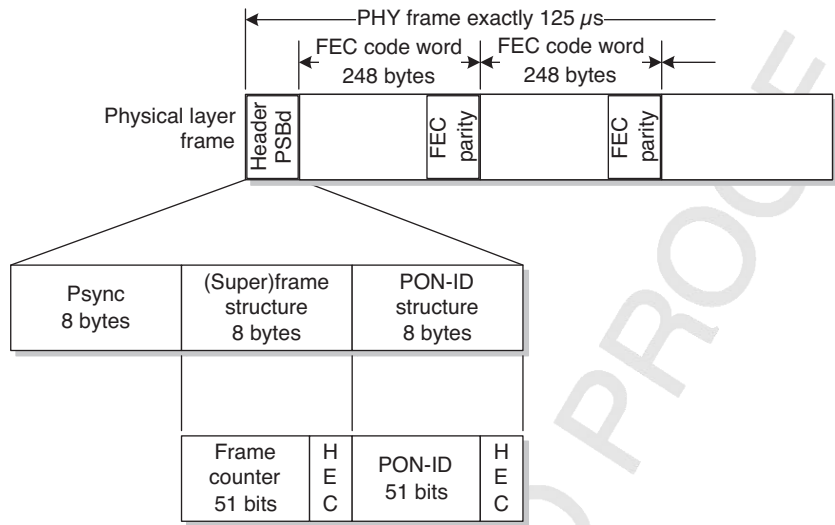 PHY frame exactly 125 μs
FEC code word
248 bytes
FEC code word
248 bytes
Physical layer
frame
Header
PSBd
FEC
parity
FEC
parity
Psync
8 bytes
(Super)frame
structure
8 bytes
PON-ID
structure
8 bytes
Frame
counter
51 bits
H
E
C
PON-ID
51 bits
H
E
C
D PROOF